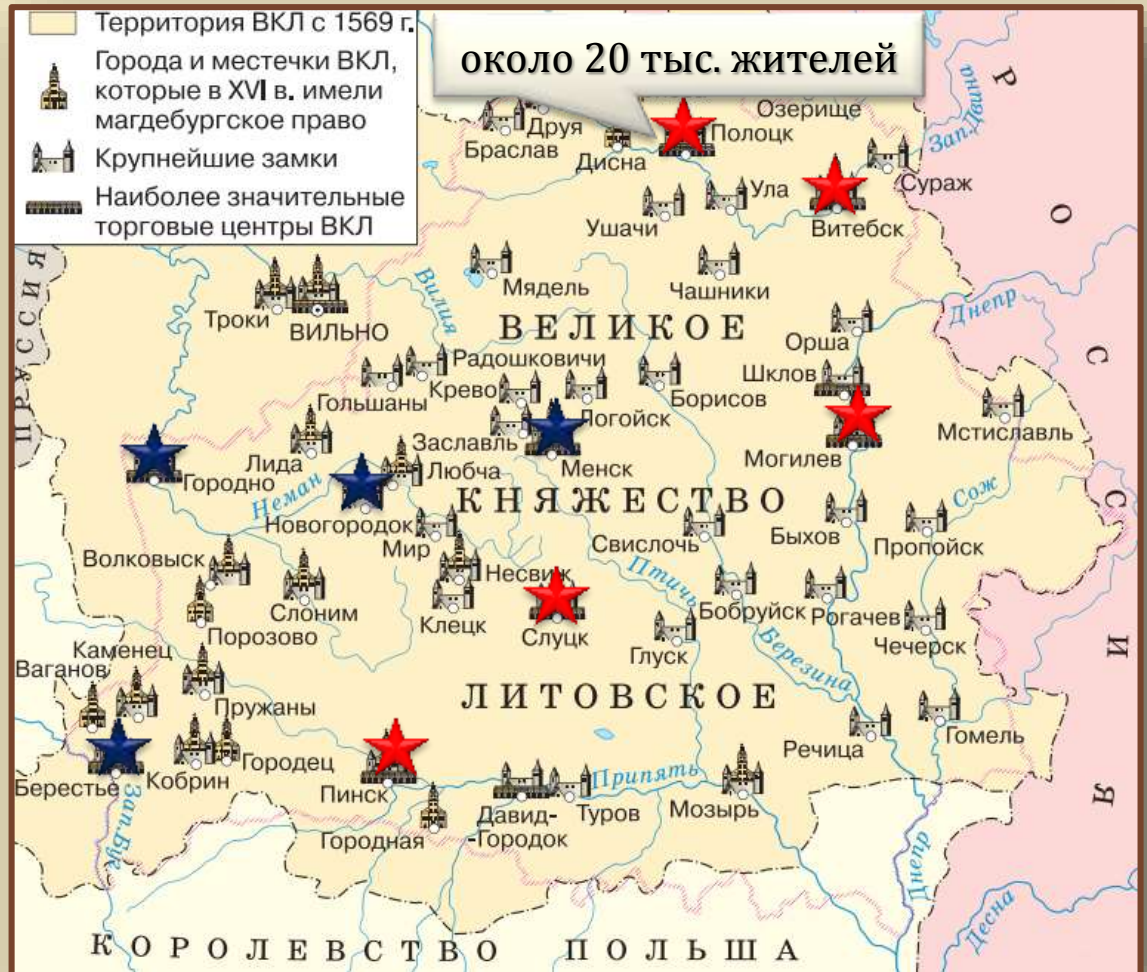 Территория ВКЛ с 1569 г.
Города и местечки ВКЛ,
которые в XVI в. имели
магдебургское право
Крупнейшие замки
Наиболее значительные
торговые центры ВКЛ
около 20 тыс. жителей
Озерище
Друя
Браслав
Дисна
Полоцк
Зап. Двина
Сураж
Ула
Ушачи
Витебск
Мядель
Чашники
Вилия
Троки
ВИЛЬНО
ВЕЛИКОЕ
Днепр
Орша
Радошковичи
Крево
Гольшаны
Шклов
Борисов
Логойск
Мстиславль
Заславль
Лида
Менск
Могилев
Городно
Любча
Неман
КНЯЖЕСТВО
Сож
Новогородок
Мир
Свислочь
Быхов
Пропойск
Волковыск
Несвиж
Птичь
Слоним
Клецк
Слуцк
Бобруйск
Рогачев
Порозово
Глуск
Чечерск
Каменец
Ваганов
Березина
ЛИТОВСКОЕ
Пружаны
Речица
Гомель
Городец
Берестье
Кобрин
Пинск
Припять
Давид-
-Городок
Туров
Мозырь
Зап. Буг
Городная
Днепр
Десна
КОРОЛЕВСТВО ПОЛЬША
ПРУССИЯ
РОССИЯ